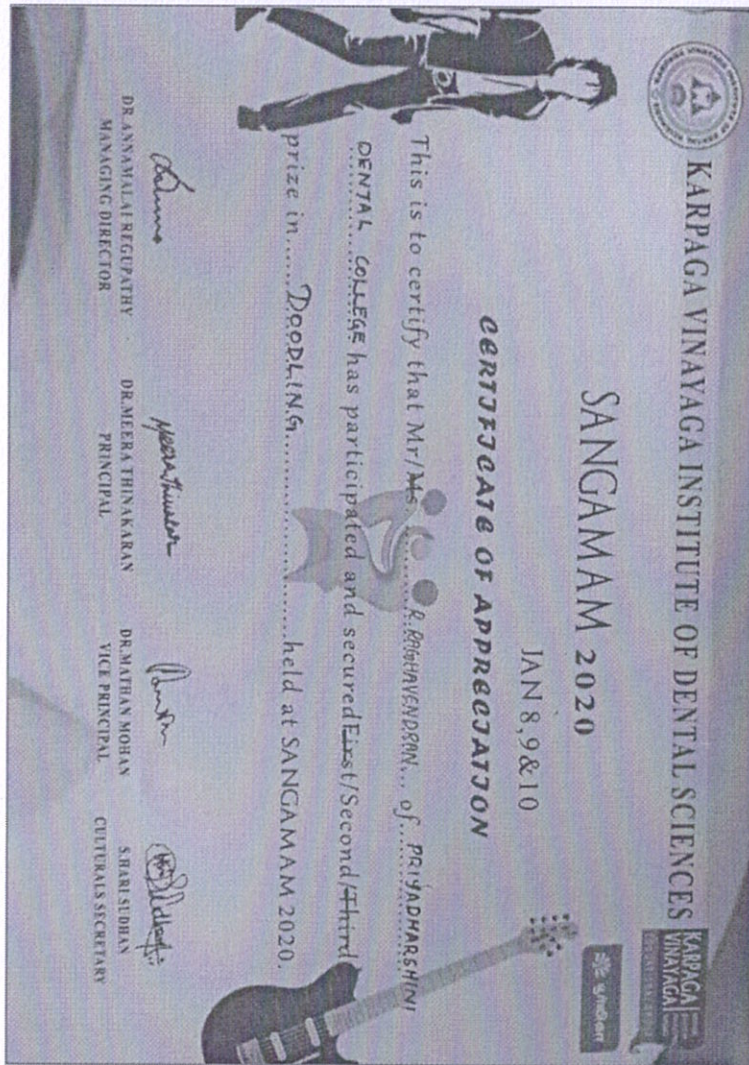 KARPAGA VINAYAGA INSTITUTE OF DENTAL SCIENCES
KARPAGA
VINAYAGA
SANGAMAM 2020
JAN 8,9&10
CERTIFICATE OF APPRECIATION
This is to certify that Mr/Ms.........R.RAGHAVENDRAN... of.......PRIYADHARSHINI
DENTAL COLLEGE has participated and secured First/Second/Third
prize in......DOODLING....................held at SANGAMAM 2020.
DR.ANNAMALAI REGUPATHY DR.MEERA THINAKARAN DR.MATHAN MOHAN S.HARI SUDHAN
MANAGING DIRECTOR PRINCIPAL VICE PRINCIPAL CULTURALS SECRETARY